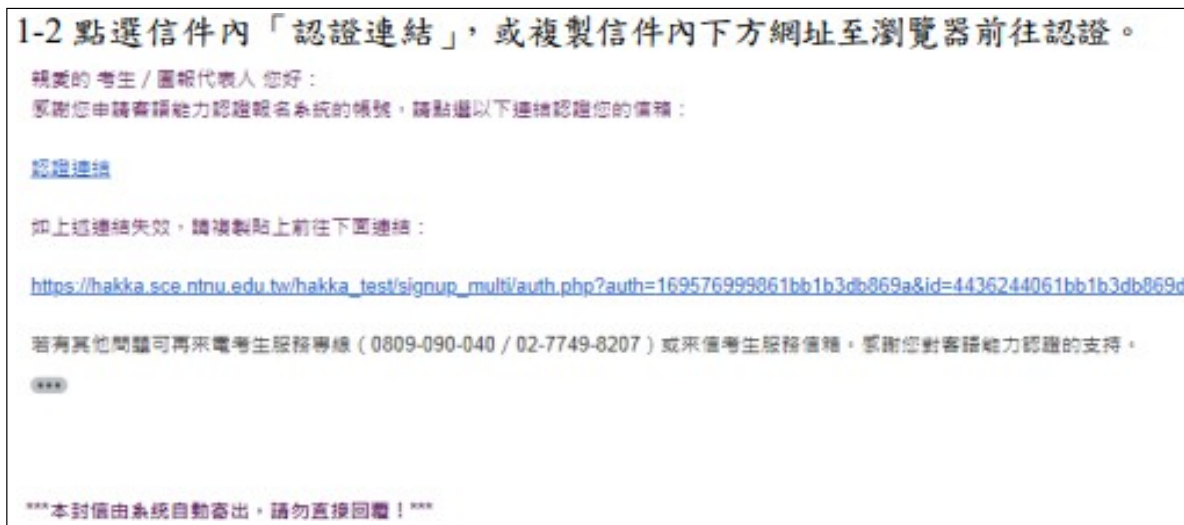 1-2 點選信件內「認證連結」，或複製信件內下方網址至瀏覽器前往認證。
親愛的 考生 / 團報代表人 您好：
感謝您申請客語能力認證報名系統的帳號，請點選以下連結認證您的信箱：
認證連結
如上述連結失效，請複製貼上前往下面連結：
https://hakka.sce.ntnu.edu.tw/hakka_test/signup_multi/auth.php?auth=169576999861bb1b3db869a&id=4436244061bb1b3db869d
若有其他問題可再來電考生服務專線（0809-090-040 / 02-7749-8207）或來信考生服務信箱，感謝您對客語能力認證的支持。
***本封信由系統自動寄出，請勿直接回覆！***